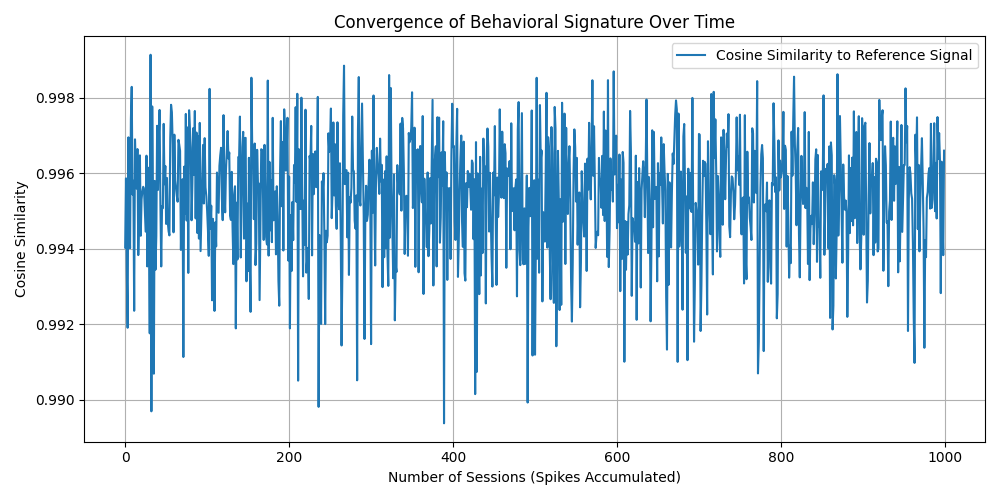 Convergence of Behavioral Signature Over Time
Cosine Similarity to Reference Signal
0.998
0.996
0.994
0.992
0.990
Cosine Similarity
0 200 400 600 800 1000
Number of Sessions (Spikes Accumulated)